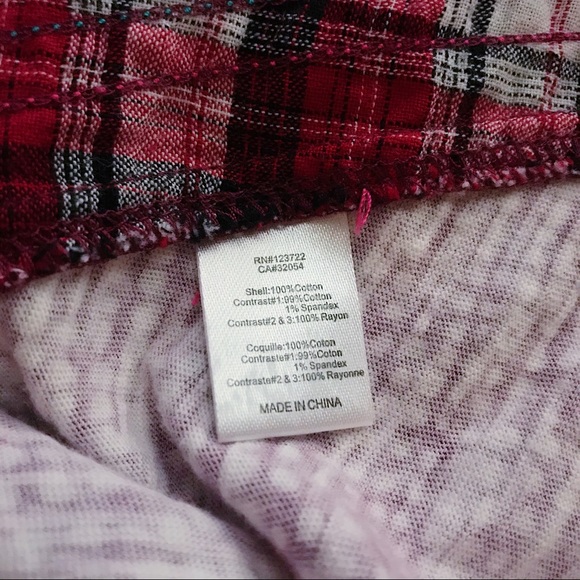 RN#123722
CA#32054
Shell:100%Cotton
Contrast#1:99%Cotton
1% Spandex
Contrast#2 & 3:100% Rayon
Coquille:100%Coton
Contraste#1:99%Coton
1% Spandex
Contraste#2 & 3:100% Rayonne
MADE IN CHINA